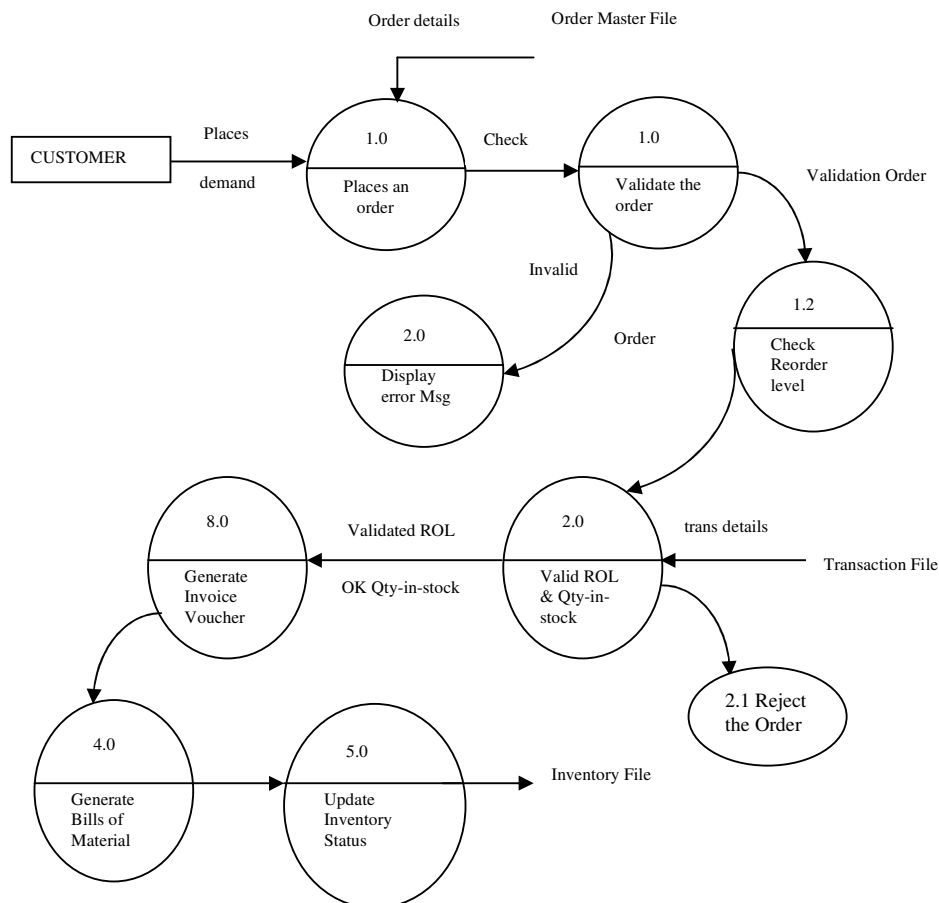 Order details
Order Master File
CUSTOMER
Places
demand
1.0
Places an
order
Check
1.0
Validate the
order
Validation Order
Invalid
Order
2.0
Display
error Msg
1.2
Check
Reorder
level
8.0
Generate
Invoice
Voucher
Validated ROL
OK Qty-in-stock
2.0
Valid ROL
& Qty-in-
stock
trans details
Transaction File
2.1 Reject
the Order
4.0
Generate
Bills of
Material
5.0
Update
Inventory
Status
Inventory File